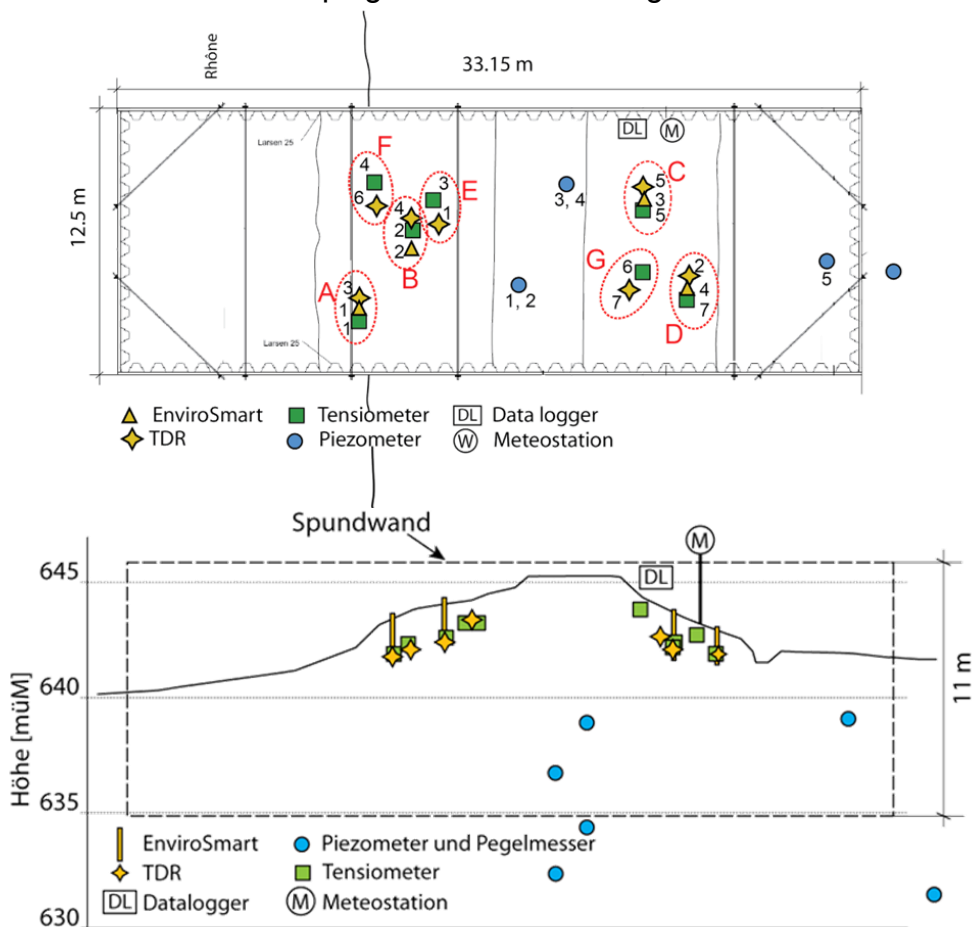 Rhône
33.15 m
12.5 m
Larsen 25
DL M
F
4
6
3 E
1
4
2
2
B
5 C
3
5
3, 4
A 3
1
1
1, 2
G 6
7
2
4
7
D
5
Larsen 25
EnviroSmart Tensiometer DL Data logger
TDR Piezometer W Meteostation
Spundwand
M
645
DL
640
Höhe [müM]
11 m
635
EnviroSmart Piezometer und Pegelmesser
TDR Tensiometer
DL Datalogger M Meteostation
630